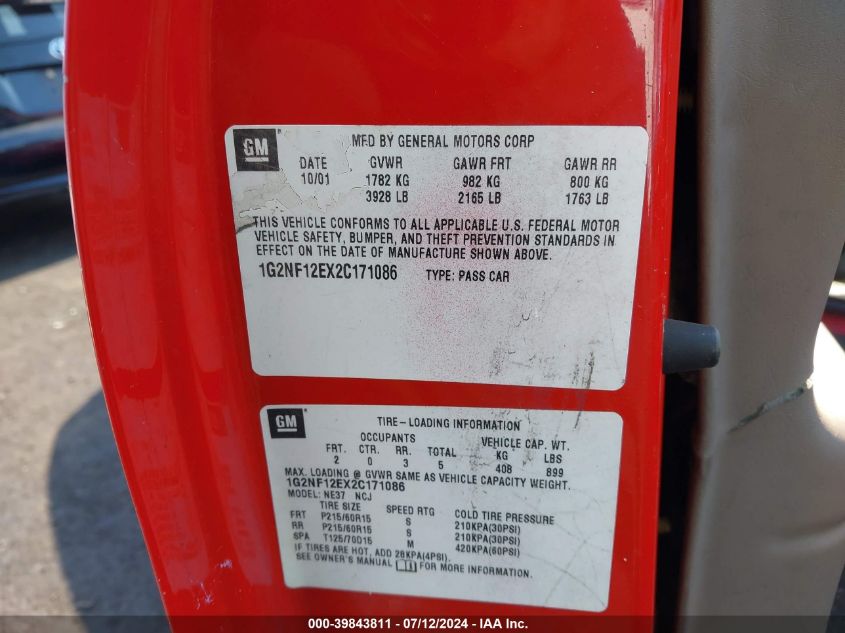 GM
MFD BY GENERAL MOTORS CORP
DATE GVWR GAWR FRT GAWR RR
10/01 1782 KG 982 KG 800 KG
3928 LB 2165 LB 1763 LB
THIS VEHICLE CONFORMS TO ALL APPLICABLE U.S. FEDERAL MOTOR
VEHICLE SAFETY, BUMPER, AND THEFT PREVENTION STANDARDS IN
EFFECT ON THE DATE OF MANUFACTURE SHOWN ABOVE.
1G2NF12EX2C171086 TYPE: PASS CAR
GM
TIRE-LOADING INFORMATION
OCCUPANTS VEHICLE CAP. WT.
FRT. CTR. RR. TOTAL KG LBS
2 0 3 5 408 899
MAX. LOADING @ GVWR SAME AS VEHICLE CAPACITY WEIGHT.
1G2NF12EX2C171086
MODEL: NE37 NCJ
TIRE SIZE SPEED RTG COLD TIRE PRESSURE
FRT P215/60R15 S 210KPA(30PSI)
RR P215/60R15 S 210KPA(30PSI)
SPA T125/70D15 M 420KPA(60PSI)
IF TIRES ARE HOT, ADD 28KPA(4PSI).
SEE OWNER'S MANUAL FOR MORE INFORMATION.
000-39843811 - 07/12/2024 - IAA Inc.